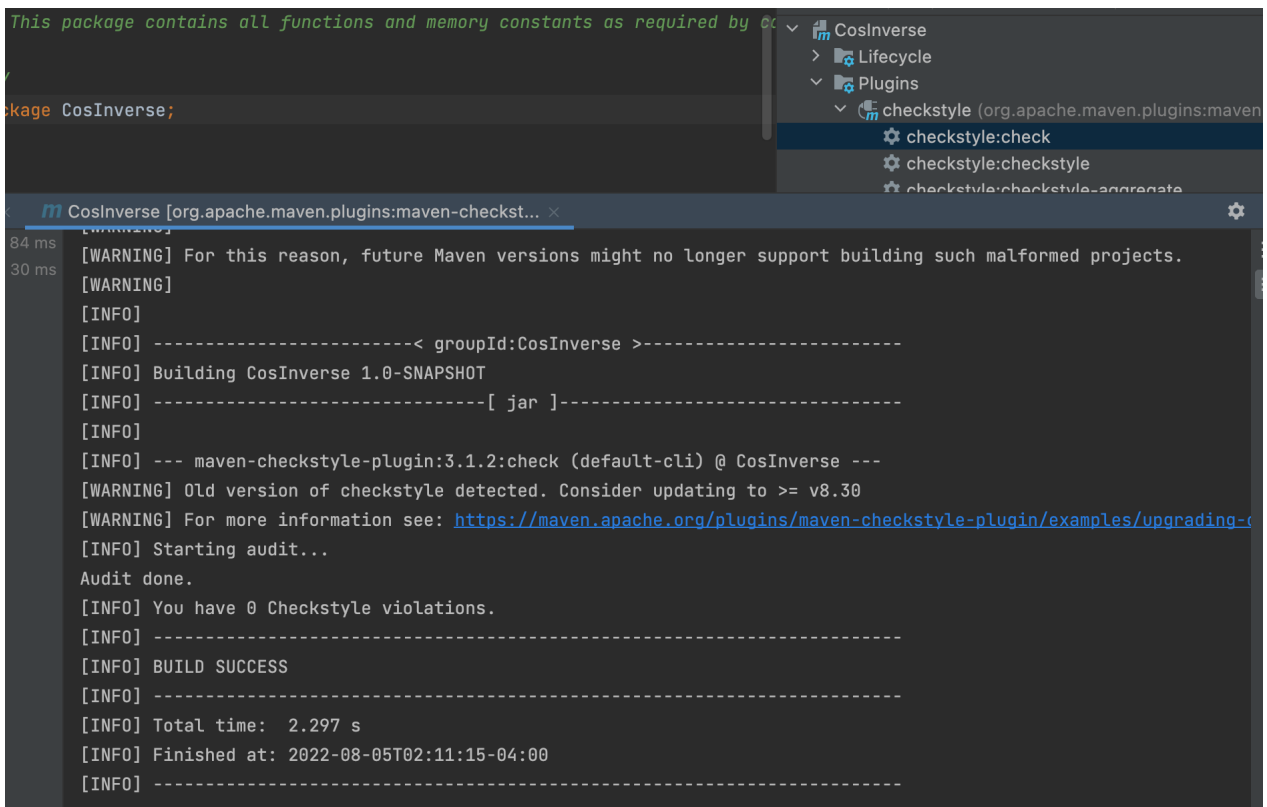 This package contains all functions and memory constants as required by
package CosInverse;
CosInverse
Lifecycle
Plugins
checkstyle (org.apache.maven.plugins:maven
checkstyle:check
checkstyle:checkstyle
checkstyle:checkstyle-aggregate
m CosInverse [org.apache.maven.plugins:maven-checkst... ×
84 ms
30 ms
[WARNING]
[WARNING] For this reason, future Maven versions might no longer support building such malformed projects.
[WARNING]
[INFO]
[INFO] -------------------------< groupId:CosInverse >-------------------------
[INFO] Building CosInverse 1.0-SNAPSHOT
[INFO] --------------------------------[ jar ]---------------------------------
[INFO]
[INFO] --- maven-checkstyle-plugin:3.1.2:check (default-cli) @ CosInverse ---
[WARNING] Old version of checkstyle detected. Consider updating to >= v8.30
[WARNING] For more information see: https://maven.apache.org/plugins/maven-checkstyle-plugin/examples/upgrading-
[INFO] Starting audit...
Audit done.
[INFO] You have 0 Checkstyle violations.
[INFO] ------------------------------------------------------------------------
[INFO] BUILD SUCCESS
[INFO] ------------------------------------------------------------------------
[INFO] Total time:  2.297 s
[INFO] Finished at: 2022-08-05T02:11:15-04:00
[INFO] ------------------------------------------------------------------------